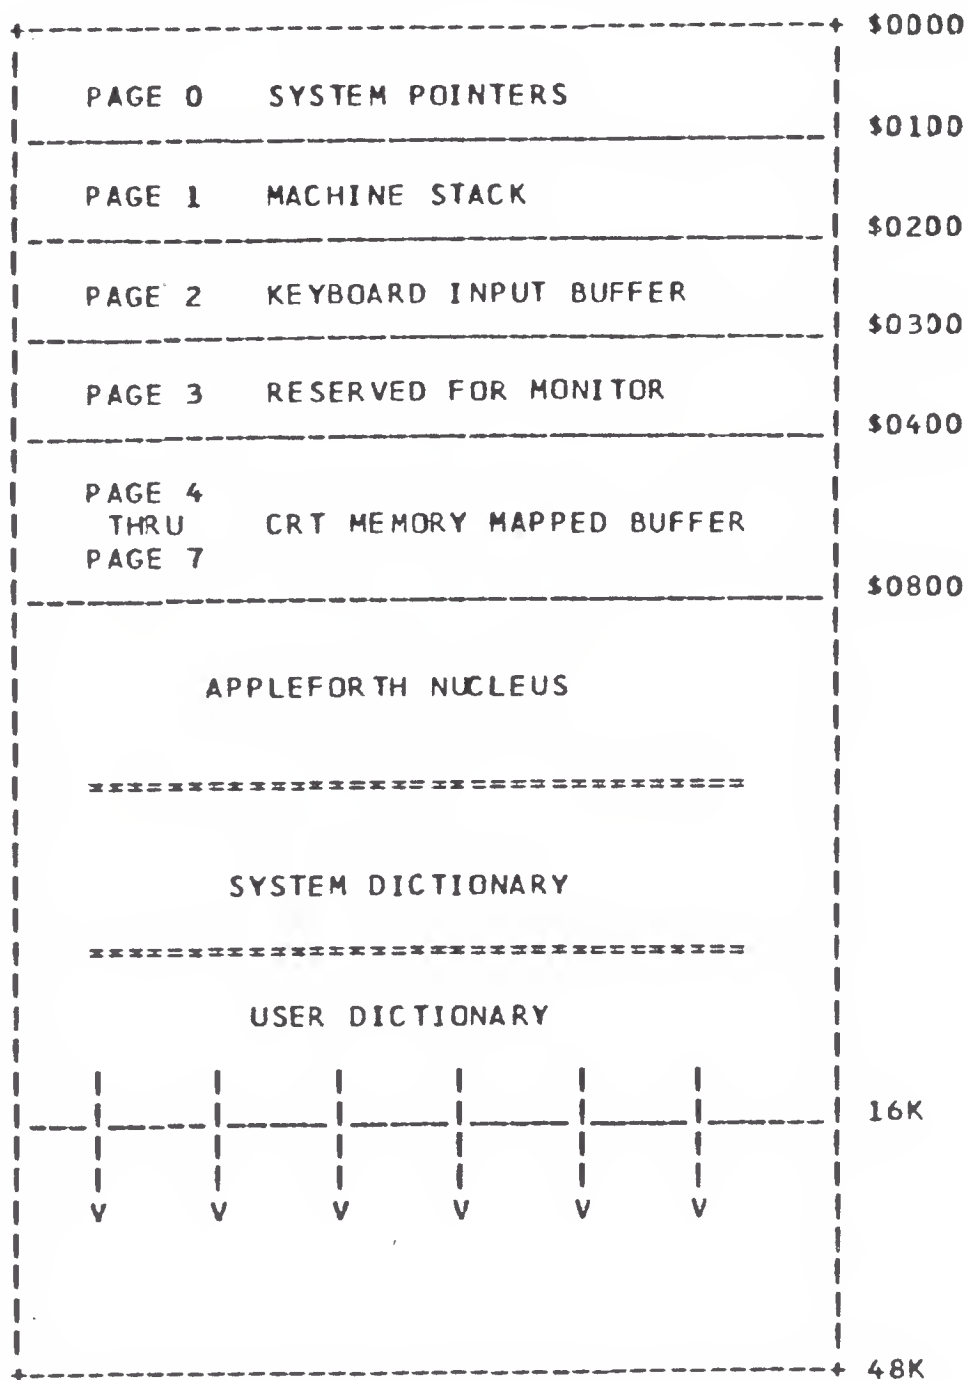 $0000
PAGE 0 SYSTEM POINTERS
$0100
PAGE 1 MACHINE STACK
$0200
PAGE 2 KEYBOARD INPUT BUFFER
$0300
PAGE 3 RESERVED FOR MONITOR
$0400
PAGE 4
THRU CRT MEMORY MAPPED BUFFER
PAGE 7
$0800
APPLEFORTH NUCLEUS
SYSTEM DICTIONARY
USER DICTIONARY
16K
V V V V V V
48K